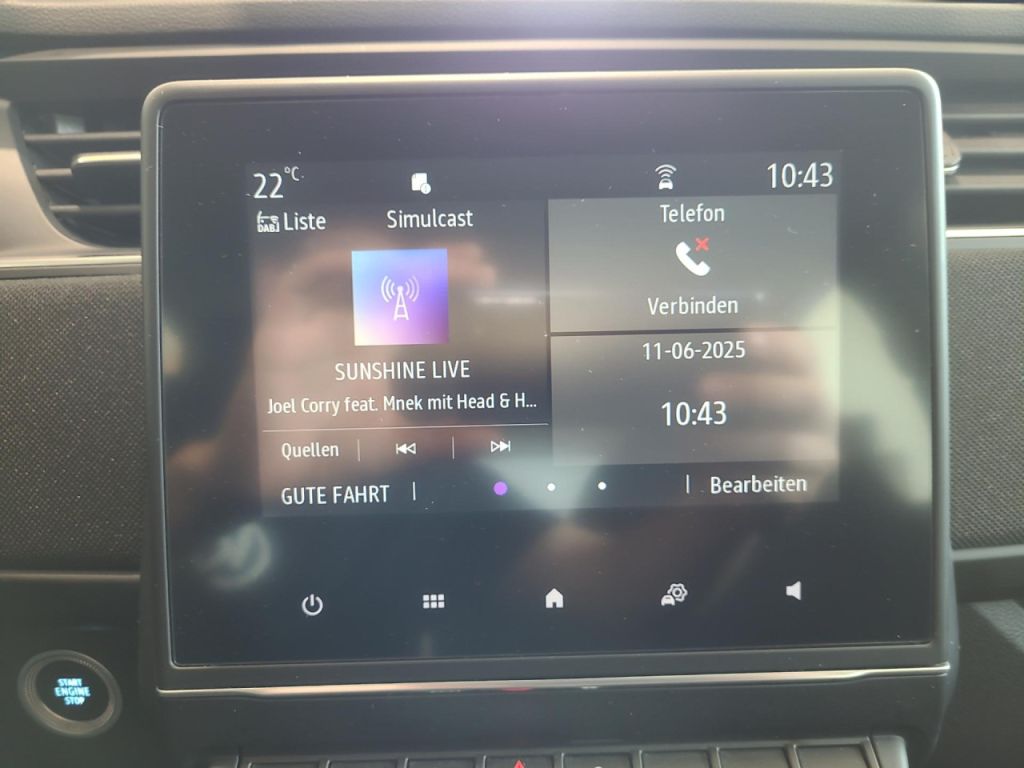 22°C
10:43
DAB Liste
Simulcast
Telefon
Verbinden
SUNSHINE LIVE
Joel Corry feat. Mnek mit Head & H...
11-06-2025
10:43
Quellen
GUTE FAHRT
Bearbeiten
START
ENGINE
STOP